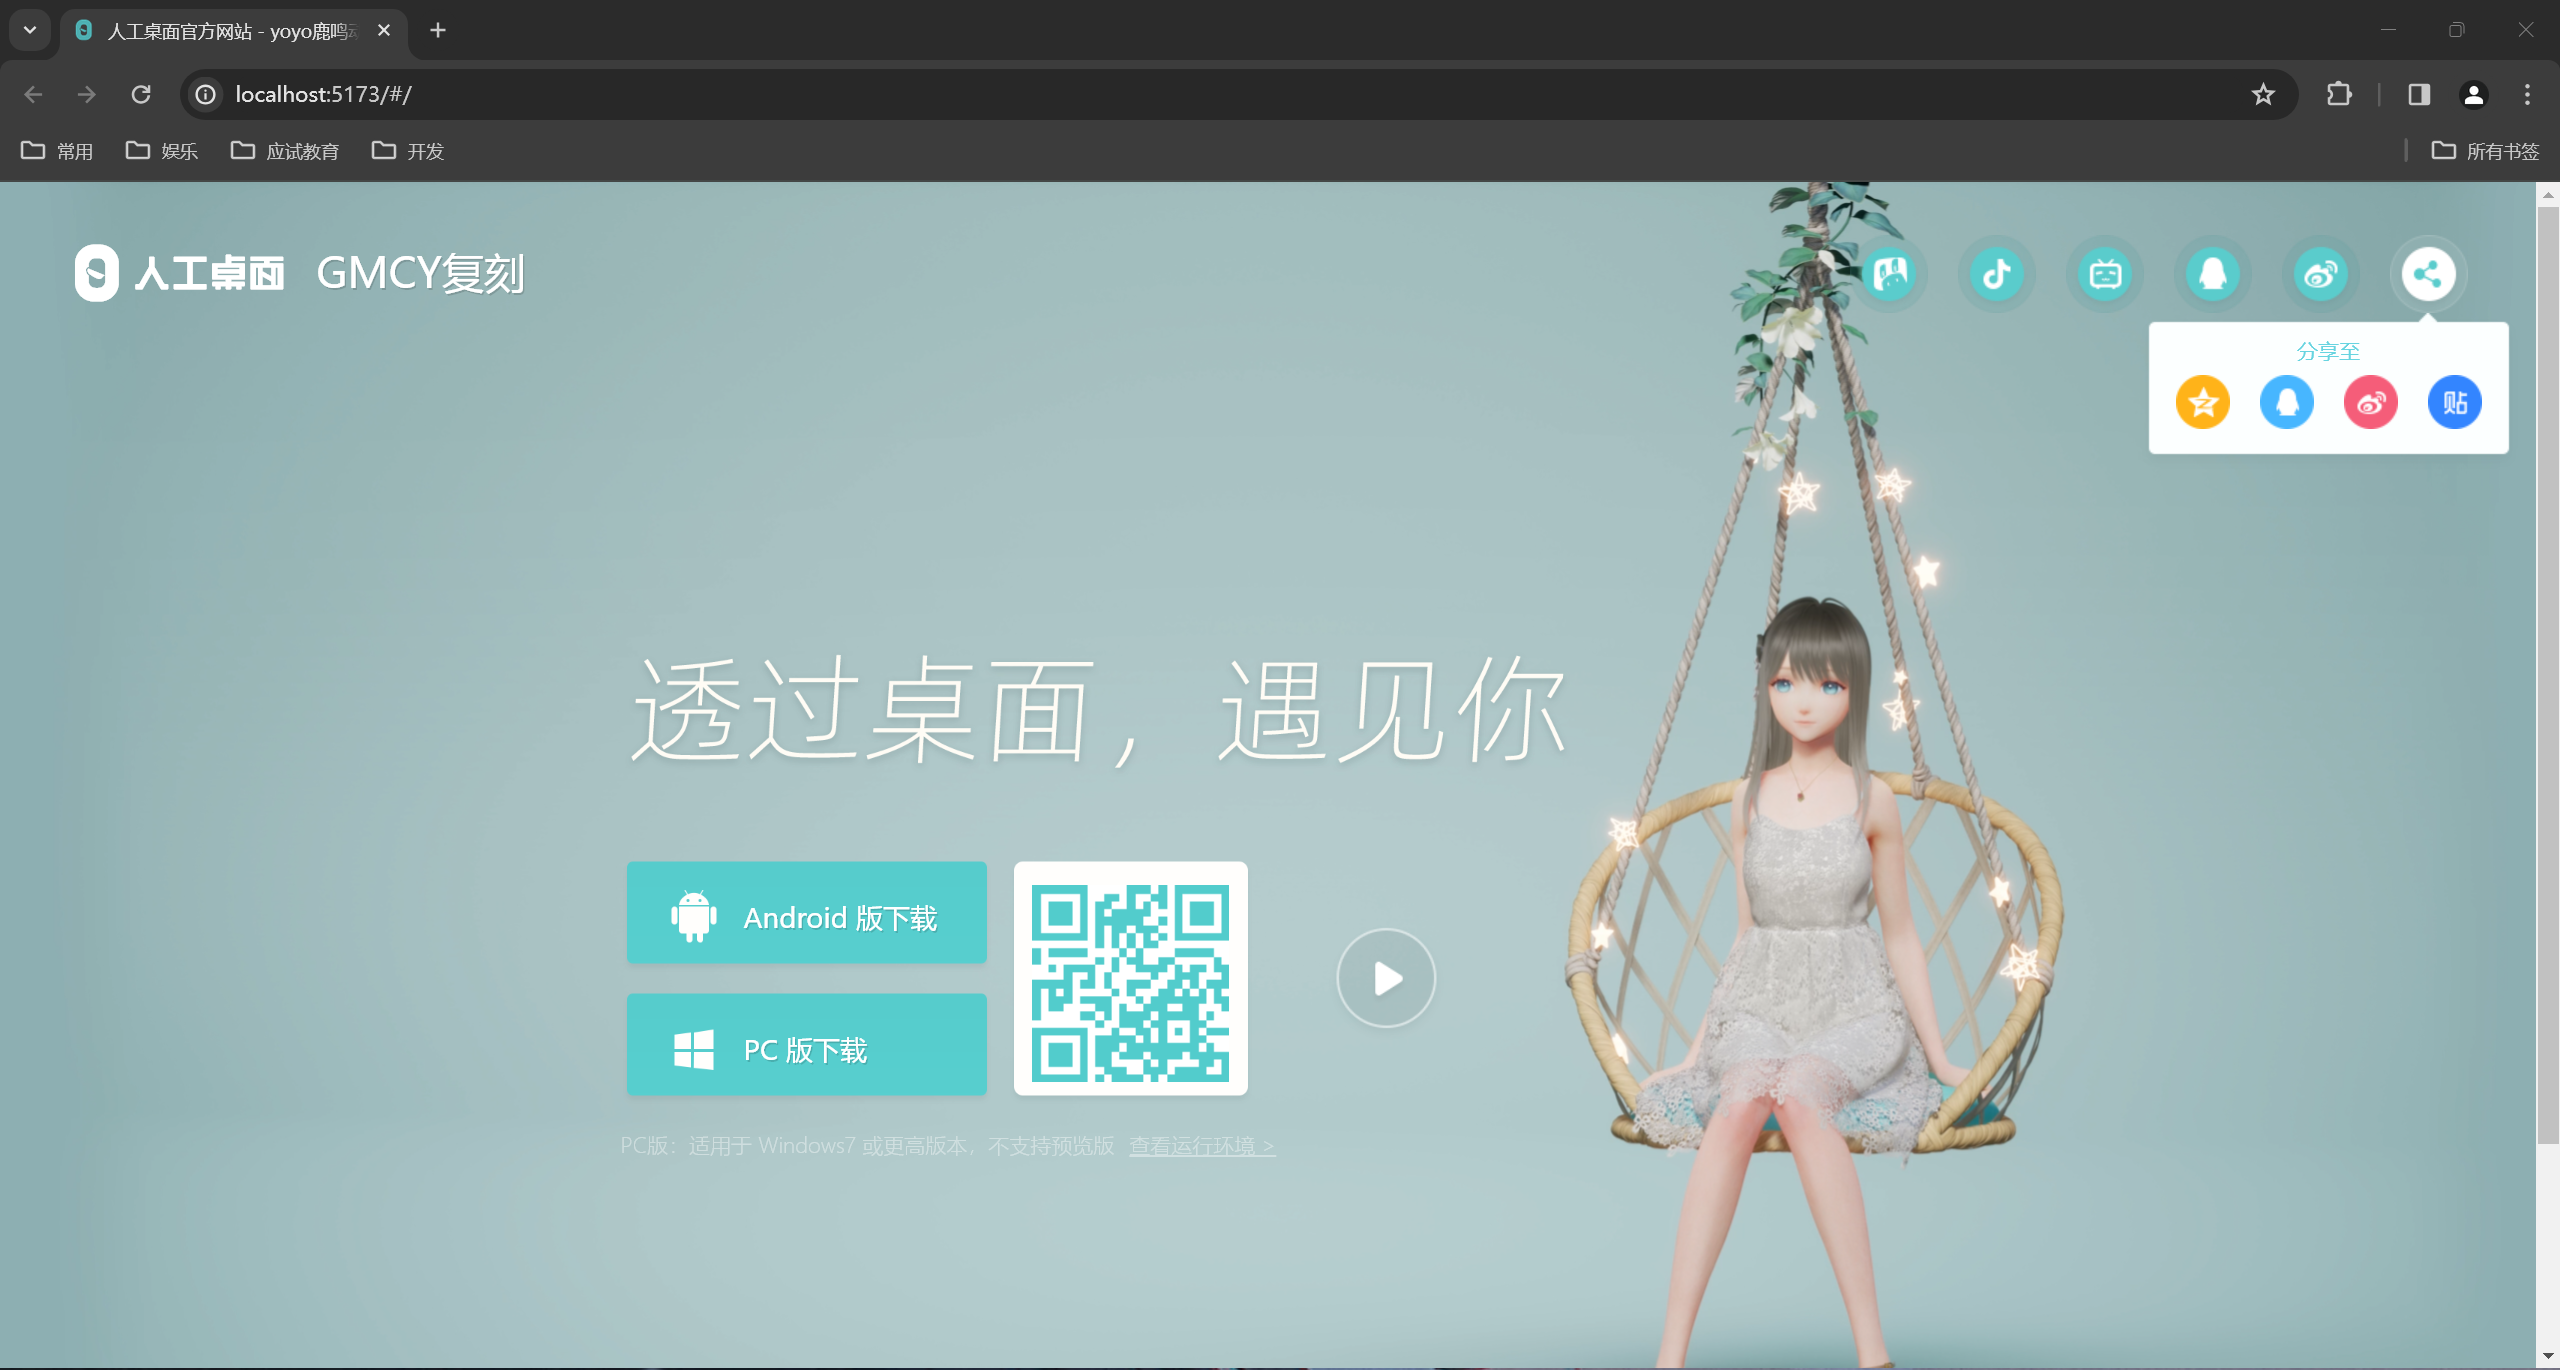 人工桌面官方网站 - yoyo鹿鸣
localhost:5173/#/
常用 娱乐 应试教育 开发 所有书签
人工桌面 GMCY复刻
分享至
贴
透过桌面，遇见你
Android 版下载
PC 版下载
PC版：适用于 Windows7 或更高版本，不支持预览版 查看运行环境 >